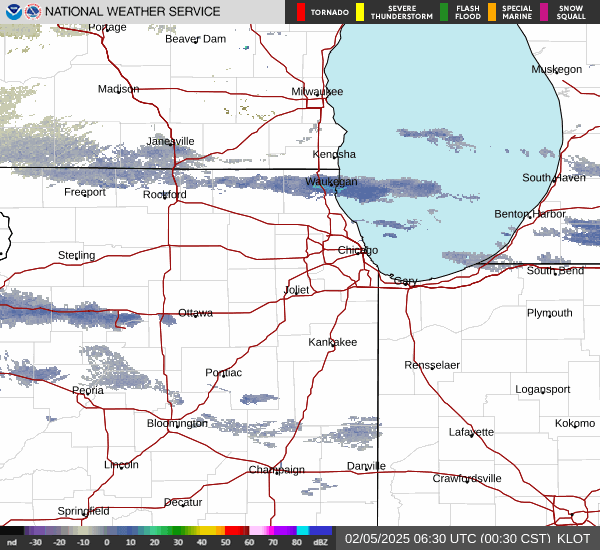 NATIONAL WEATHER SERVICE
TORNADO
SEVERE THUNDERSTORM
FLASH FLOOD
SPECIAL MARINE
SNOW SQUALL
Portage
Beaver Dam
Muskegon
Madison
Milwaukee
Janesville
Kenosha
Freeport
Rockford
Waukegan
South Haven
Benton Harbor
Sterling
Chicago
South Bend
Gary
Joliet
Ottawa
Plymouth
Kankakee
Rensselaer
Pontiac
Peoria
Logansport
Bloomington
Kokomo
Lafayette
Lincoln
Champaign
Danville
Crawfordsville
Decatur
Springfield
nd -30 -20 -10 0 10 20 30 40 50 60 70 80 dBZ
02/05/2025 06:30 UTC (00:30 CST) KLOT